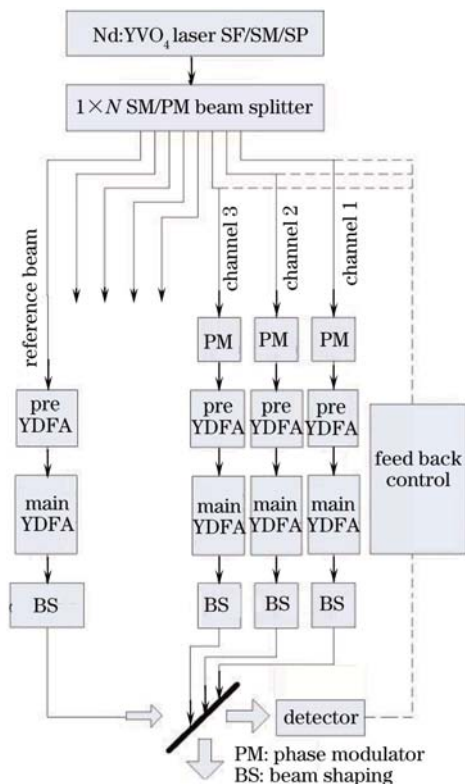 Nd:YVO₄ laser SF/SM/SP
1×N SM/PM beam splitter
reference beam
channel 3
channel 2
channel 1
PM
PM
PM
pre
YDFA
pre
YDFA
pre
YDFA
pre
YDFA
feed back
control
main
YDFA
main
YDFA
main
YDFA
main
YDFA
BS
BS
BS
BS
detector
PM: phase modulator
BS: beam shaping